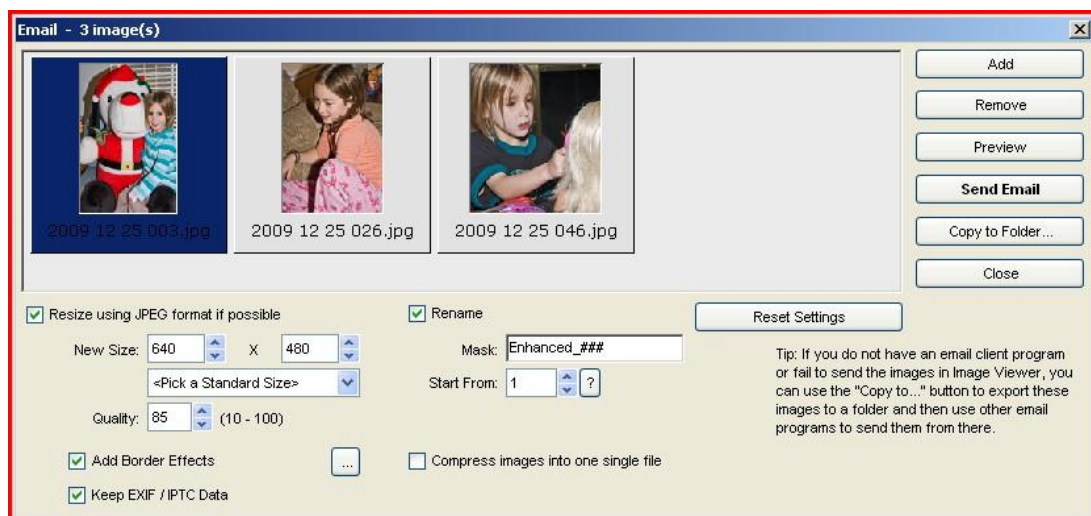 Email - 3 image(s)
2009 12 25 003.jpg
2009 12 25 026.jpg
2009 12 25 046.jpg
Add
Remove
Preview
Send Email
Copy to Folder...
Close
Resize using JPEG format if possible
New Size: 640 X 480
<Pick a Standard Size>
Quality: 85 (10 - 100)
Add Border Effects ...
Keep EXIF / IPTC Data
Rename
Mask: Enhanced_###
Start From: 1 ?
Compress images into one single file
Reset Settings
Tip: If you do not have an email client program
or fail to send the images in Image Viewer, you
can use the "Copy to..." button to export these
images to a folder and then use other email
programs to send them from there.